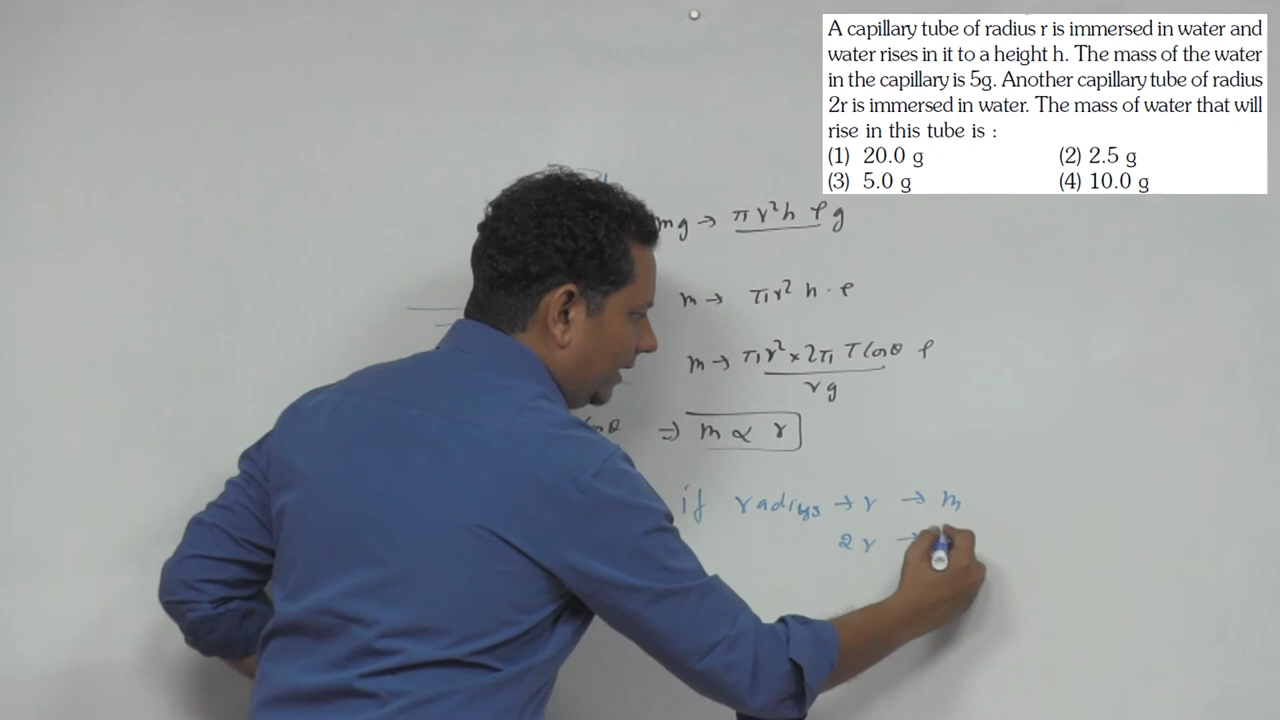 A capillary tube of radius r is immersed in water and
water rises in it to a height h. The mass of the water
in the capillary is 5g. Another capillary tube of radius
2r is immersed in water. The mass of water that will
rise in this tube is :
(1) 20.0 g (2) 2.5 g
(3) 5.0 g (4) 10.0 g
mg → πr²hρg
m → πr² h · ρ
m → πr² × 2π T cosθ ρ
rg
⇒ m ∝ r
if radius → r → m
2r →